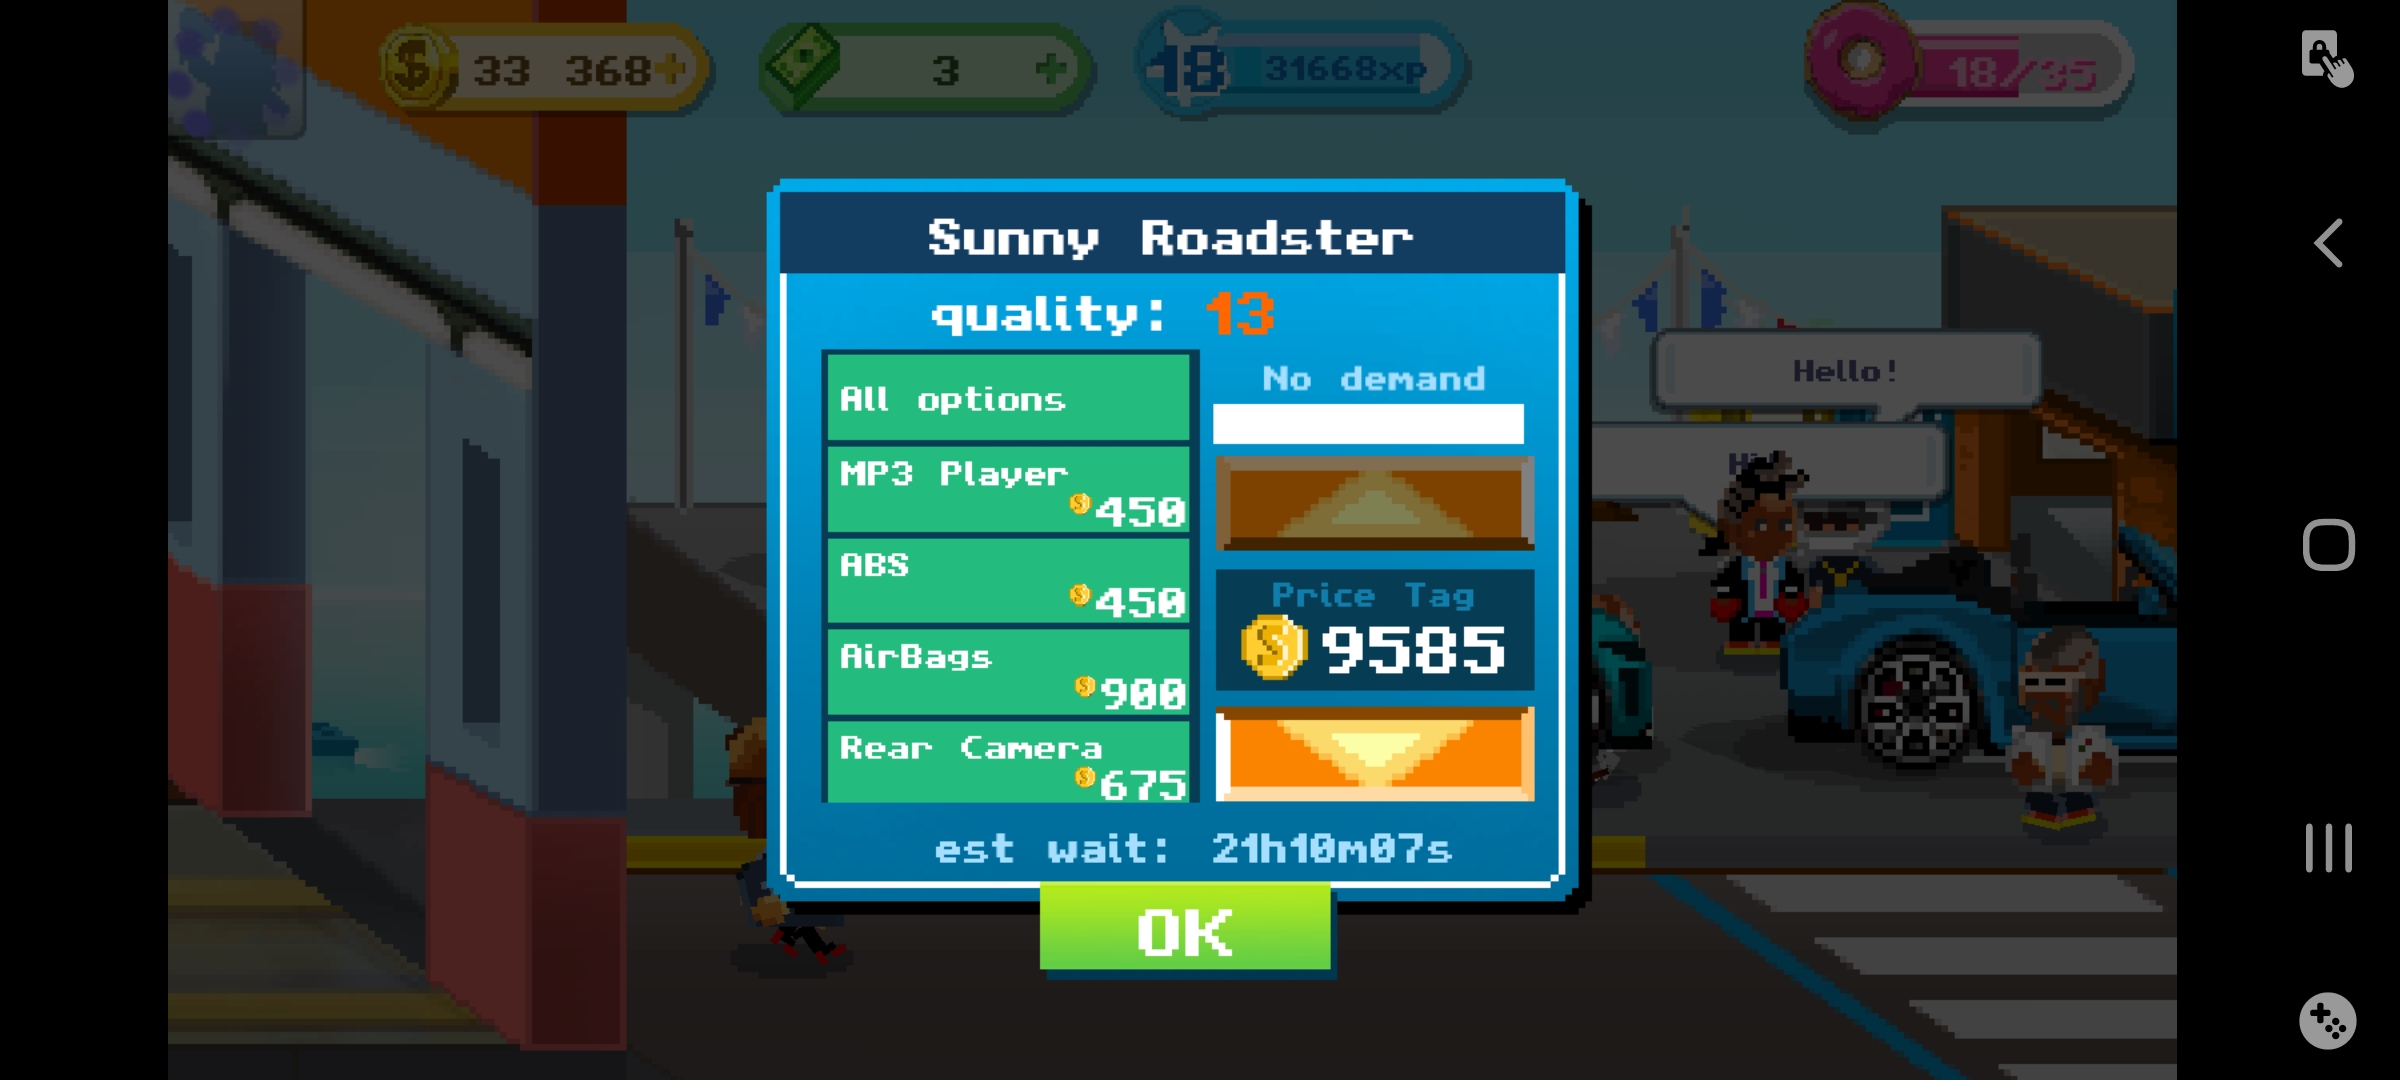 33 368+
3 +
18 31668xp
18/35
Sunny Roadster
quality: 13
All options
No demand
MP3 Player
450
ABS
450
AirBags
900
Rear Camera
675
Price Tag
9585
est wait: 21h10m07s
OK
Hello!